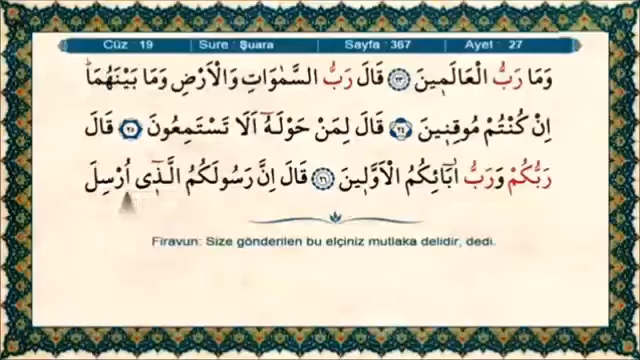 Cüz : 19 Sure : Şuara Sayfa : 367 Ayet : 27
وَمَا رَبُّ الْعَالَمٖينَ ﴿٢٣﴾ قَالَ رَبُّ السَّمٰوَاتِ وَالْاَرْضِ وَمَا بَيْنَهُمَاؕ
اِنْ كُنْتُمْ مُوقِنٖينَ ﴿٢٤﴾ قَالَ لِمَنْ حَوْلَهُٓ اَلَا تَسْتَمِعُونَ ﴿٢٥﴾ قَالَ
رَبُّكُمْ وَرَبُّ اٰبَٓائِكُمُ الْاَوَّلٖينَ ﴿٢٦﴾ قَالَ اِنَّ رَسُولَكُمُ الَّذٖٓى اُرْسِلَ
Firavun: Size gönderilen bu elçiniz mutlaka delidir, dedi.